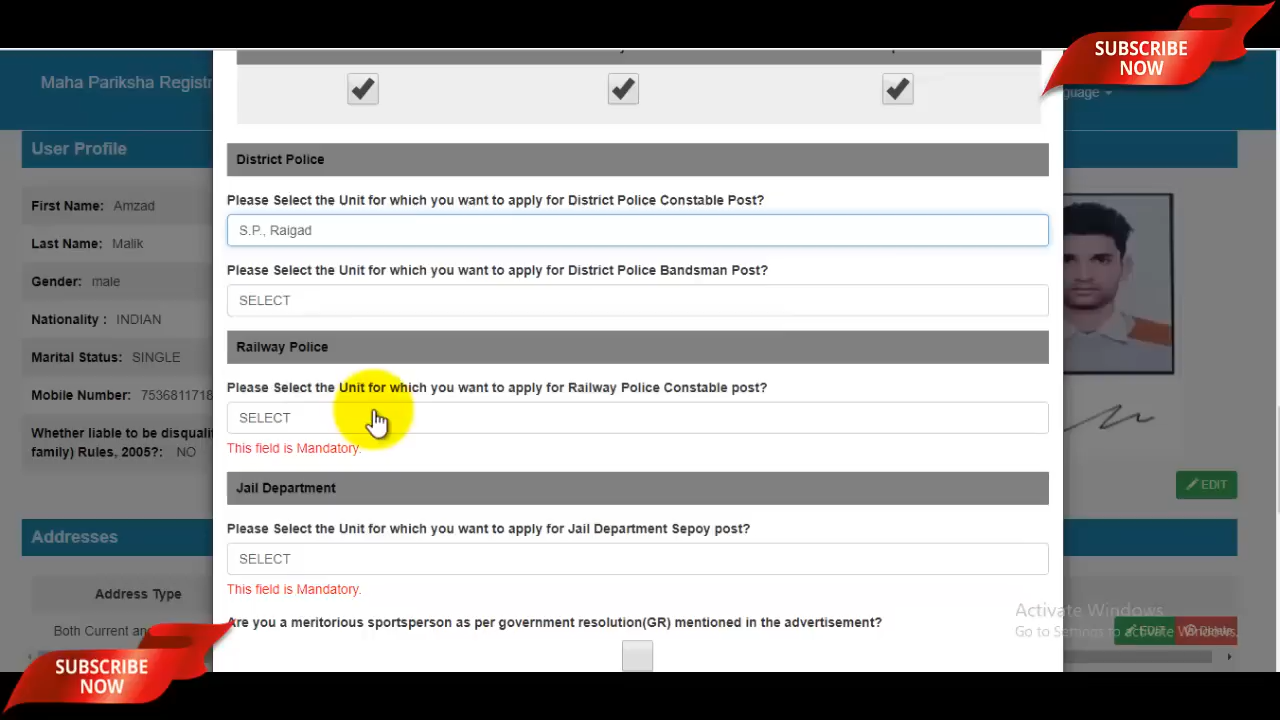 SUBSCRIBE
NOW
Maha Pariksha Registr
guage
User Profile
First Name: Amzad
Last Name: Malik
Gender: male
Nationality : INDIAN
Marital Status: SINGLE
Mobile Number: 7536811718
Whether liable to be disquali
family) Rules, 2005?: NO
District Police
Please Select the Unit for which you want to apply for District Police Constable Post?
S.P., Raigad
Please Select the Unit for which you want to apply for District Police Bandsman Post?
SELECT
Railway Police
Please Select the Unit for which you want to apply for Railway Police Constable post?
SELECT
This field is Mandatory.
Jail Department
Please Select the Unit for which you want to apply for Jail Department Sepoy post?
SELECT
This field is Mandatory.
Are you a meritorious sportsperson as per government resolution(GR) mentioned in the advertisement?
EDIT
Addresses
Address Type
Both Current an
Activate Windows
Go to Settings to activate Windows.
EDIT
Delete
SUBSCRIBE
NOW